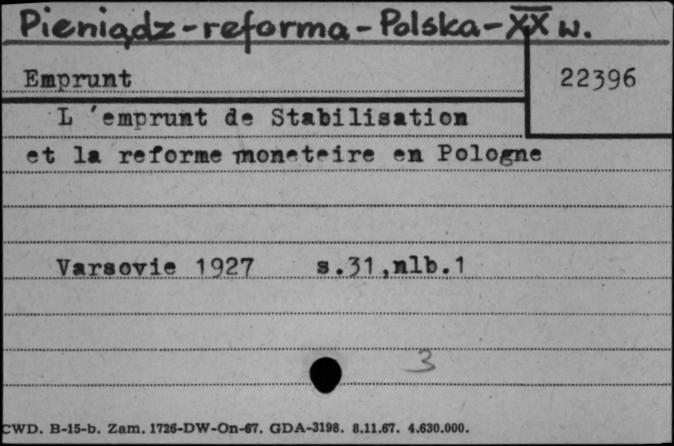 Pieniądz-reforma-Polska-XX w.
Emprunt
22396
L 'emprunt de Stabilisation
et la reforme moneteire en Pologne
Varsovie 1927 s.31,nlb.1
3
CWD. B-15-b. Zam. 1726-DW-On-67. GDA-3198. 8.11.67. 4.630.000.